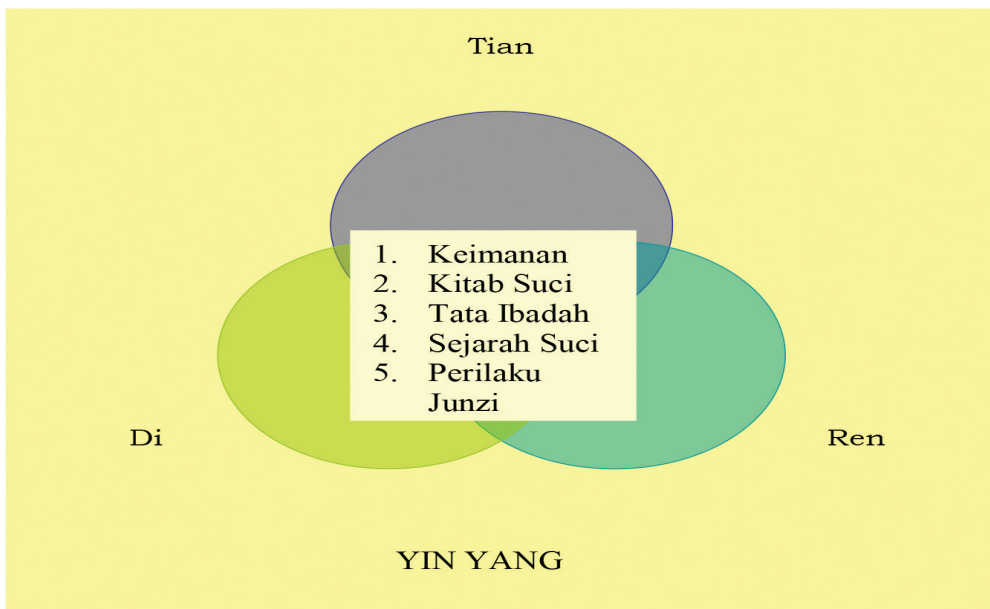 Tian
1. Keimanan
2. Kitab Suci
3. Tata Ibadah
4. Sejarah Suci
5. Perilaku
Junzi
Di
Ren
YIN YANG